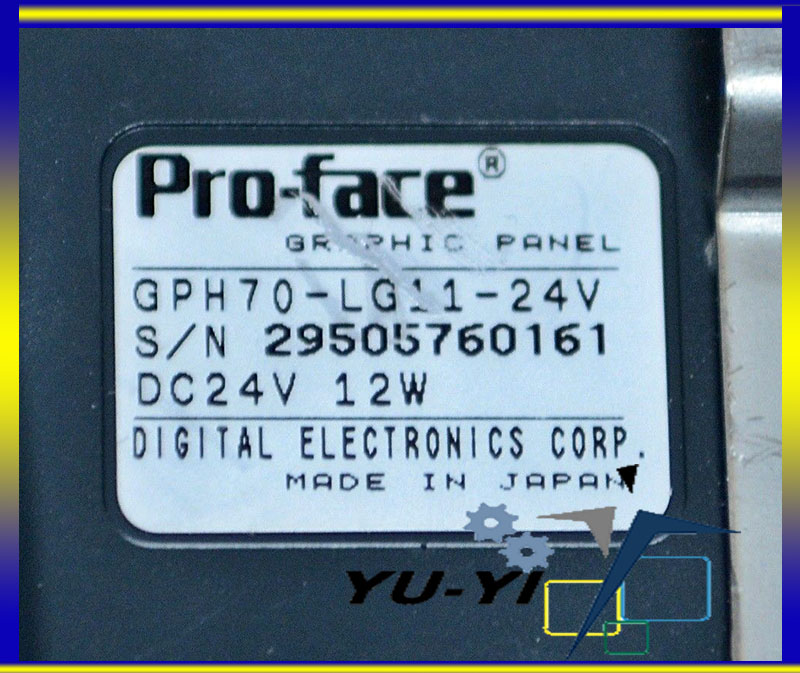 Pro-face®
GRAPHIC PANEL
GPH70-LG11-24V
S/N 29505760161
DC24V 12W
DIGITAL ELECTRONICS CORP.
MADE IN JAPAN
YU-YI